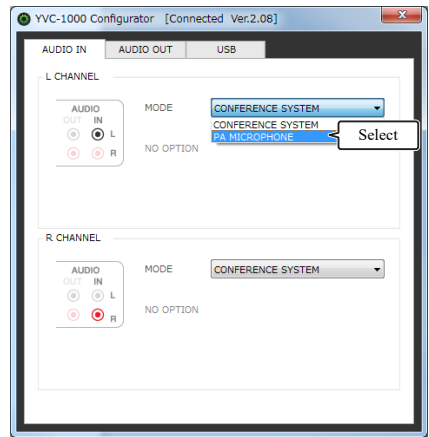 YVC-1000 Configurator [Connected Ver.2.08]
AUDIO IN AUDIO OUT USB
L CHANNEL
AUDIO
OUT IN
L
R
MODE
CONFERENCE SYSTEM
CONFERENCE SYSTEM
PA MICROPHONE
Select
NO OPTION
R CHANNEL
AUDIO
OUT IN
L
R
MODE
CONFERENCE SYSTEM
NO OPTION